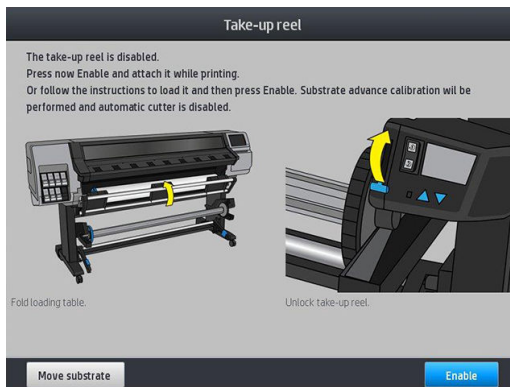 Take-up reel
The take-up reel is disabled.
Press now Enable and attach it while printing.
Or follow the instructions to load it and then press Enable. Substrate advance calibration wil be
performed and automatic cutter is disabled.
Fold loading table.
Unlock take-up reel.
Move substrate
Enable